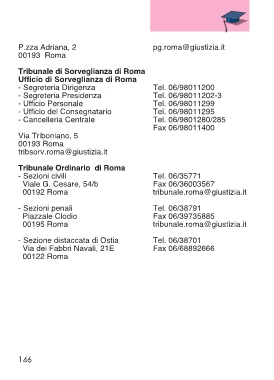 P.zza Adriana, 2 pg.roma@giustizia.it
00193 Roma
Tribunale di Sorveglianza di Roma
Ufficio di Sorveglianza di Roma
- Segreteria Dirigenza Tel. 06/98011200
- Segreteria Presidenza Tel. 06/98011202-3
- Ufficio Personale Tel. 06/98011299
- Ufficio del Consegnatario Tel. 06/98011295
- Cancelleria Centrale Tel. 06/9801280/285
Fax 06/98011400
Via Triboniano, 5
00193 Roma
tribsorv.roma@giustizia.it
Tribunale Ordinario di Roma
- Sezioni civili Tel. 06/35771
Viale G. Cesare, 54/b Fax 06/36003567
00192 Roma tribunale.roma@giustizia.it
- Sezioni penali Tel. 06/38791
Piazzale Clodio Fax 06/39735885
00195 Roma tribunale.roma@giustizia.it
- Sezione distaccata di Ostia Tel. 06/38701
Via dei Fabbri Navali, 21E Fax 06/68892666
00122 Roma
146